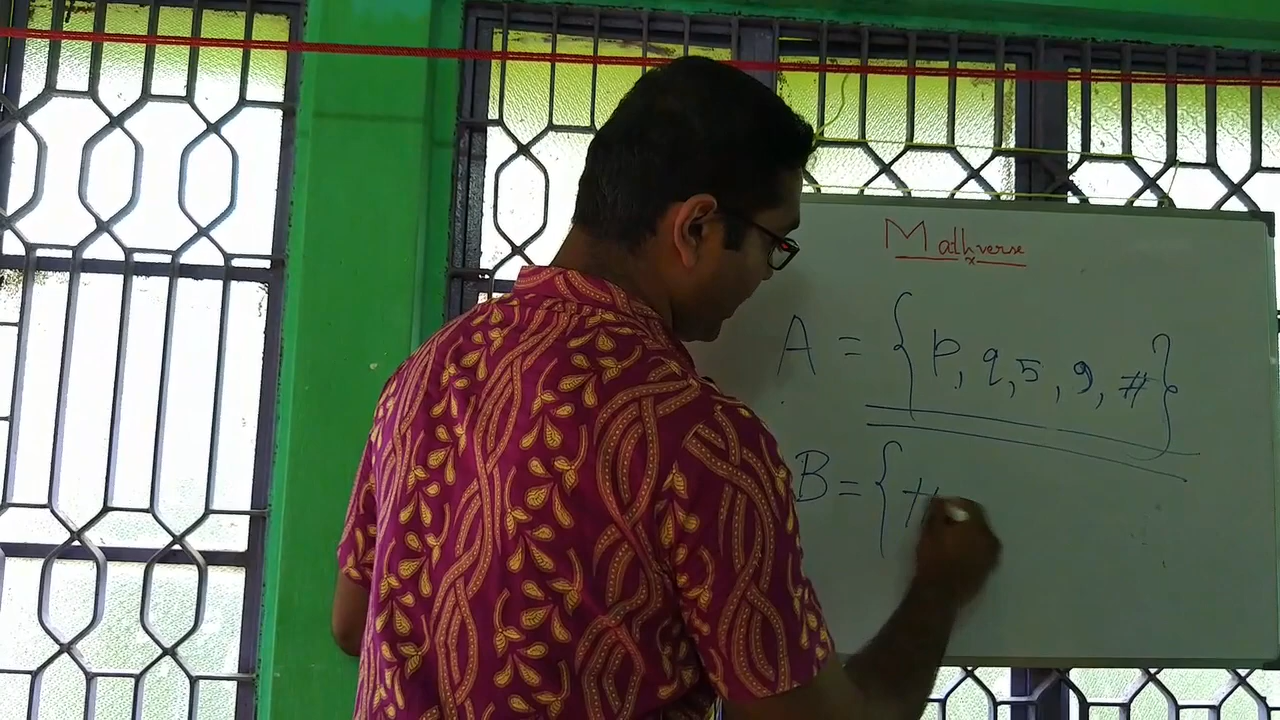 Mathverse
A = {p, q, 5, 9, #}
B = {#